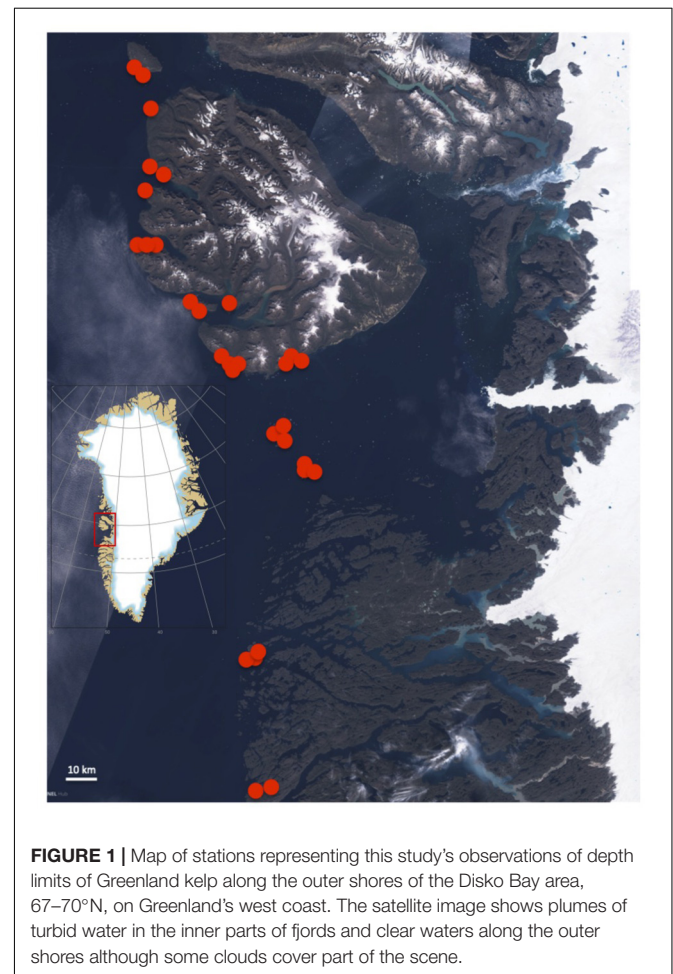 10 km
FIGURE 1 | Map of stations representing this study's observations of depth
limits of Greenland kelp along the outer shores of the Disko Bay area,
67–70°N, on Greenland's west coast. The satellite image shows plumes of
turbid water in the inner parts of fjords and clear waters along the outer
shores although some clouds cover part of the scene.